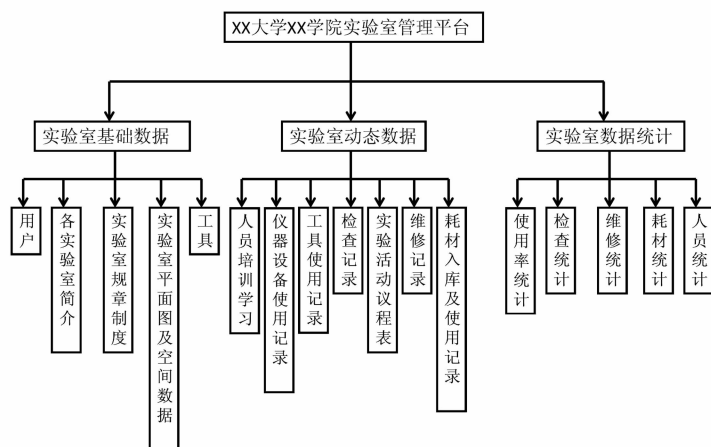 XX大学XX学院实验室管理平台
实验室基础数据
实验室动态数据
实验室数据统计
用户
各实验室简介
实验室规章制度
实验室平面图及空间数据
工具
人员培训学习
仪器设备使用记录
工具使用记录
检查记录
实验活动议程表
维修记录
耗材入库及使用记录
使用率统计
检查统计
维修统计
耗材统计
人员统计